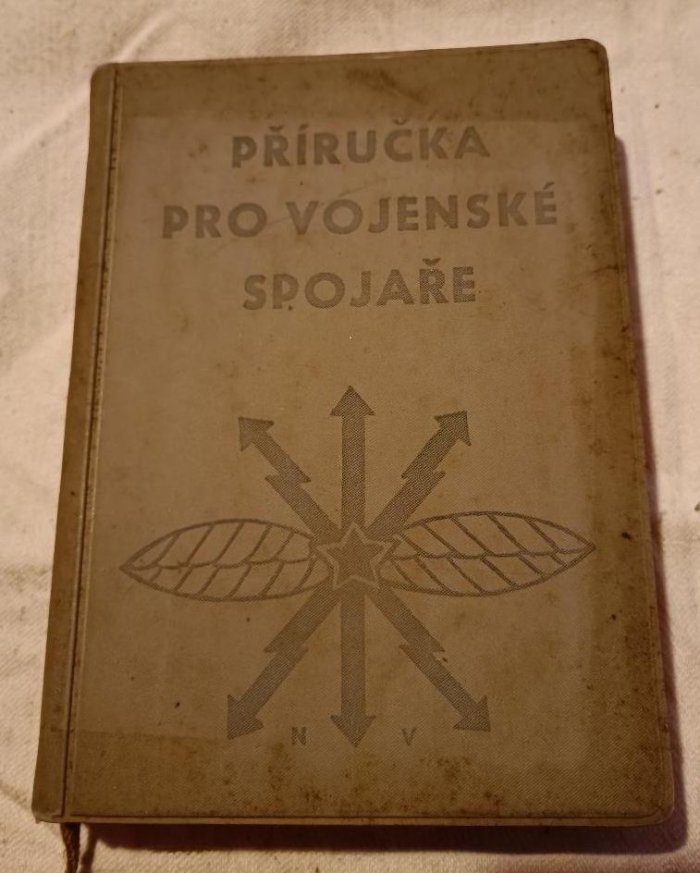 PŘÍRUČKA
PRO VOJENSKÉ
SPOJAŘE
N V